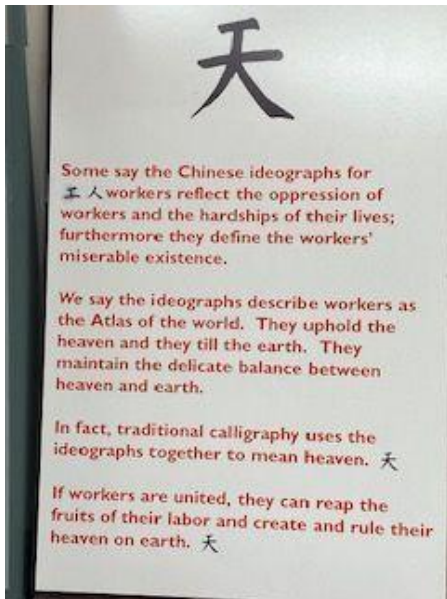 天
Some say the Chinese ideographs for
工人 workers reflect the oppression of
workers and the hardships of their lives;
furthermore they define the workers'
miserable existence.
We say the ideographs describe workers as
the Atlas of the world. They uphold the
heaven and they till the earth. They
maintain the delicate balance between
heaven and earth.
In fact, traditional calligraphy uses the
ideographs together to mean heaven. 天
If workers are united, they can reap the
fruits of their labor and create and rule their
heaven on earth. 天